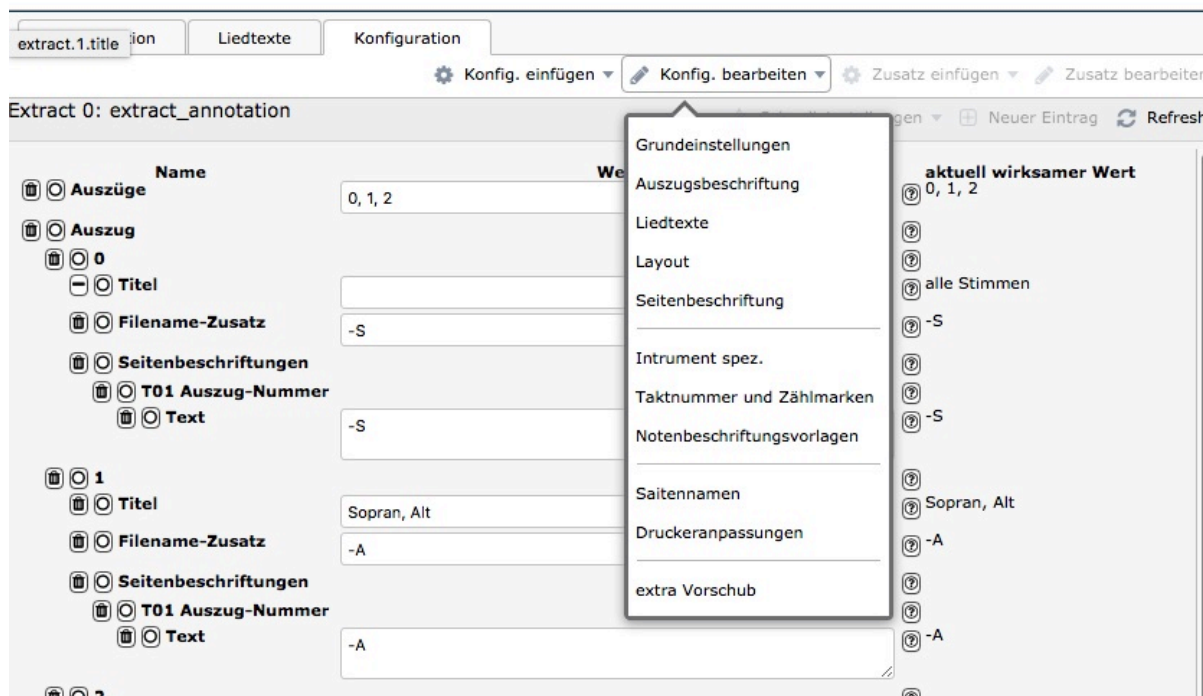 extract.1.title
Liedtexte
Konfiguration
Konfig. einfügen
Konfig. bearbeiten
Zusatz einfügen
Zusatz bearbeiten
Extract 0: extract_annotation
Neuer Eintrag
Refresh
Grundeinstellungen
Auszugsbeschriftung
Liedtexte
Layout
Seitenbeschriftung
Intrument spez.
Taktnummer und Zählmarken
Notenbeschriftungsvorlagen
Saitennamen
Druckeranpassungen
extra Vorschub
Name
aktuell wirksamer Wert
Auszüge
0, 1, 2
0, 1, 2
Auszug
0
Titel
alle Stimmen
Filename-Zusatz
-S
-S
Seitenbeschriftungen
T01 Auszug-Nummer
Text
-S
-S
1
Titel
Sopran, Alt
Sopran, Alt
Filename-Zusatz
-A
-A
Seitenbeschriftungen
T01 Auszug-Nummer
Text
-A
-A